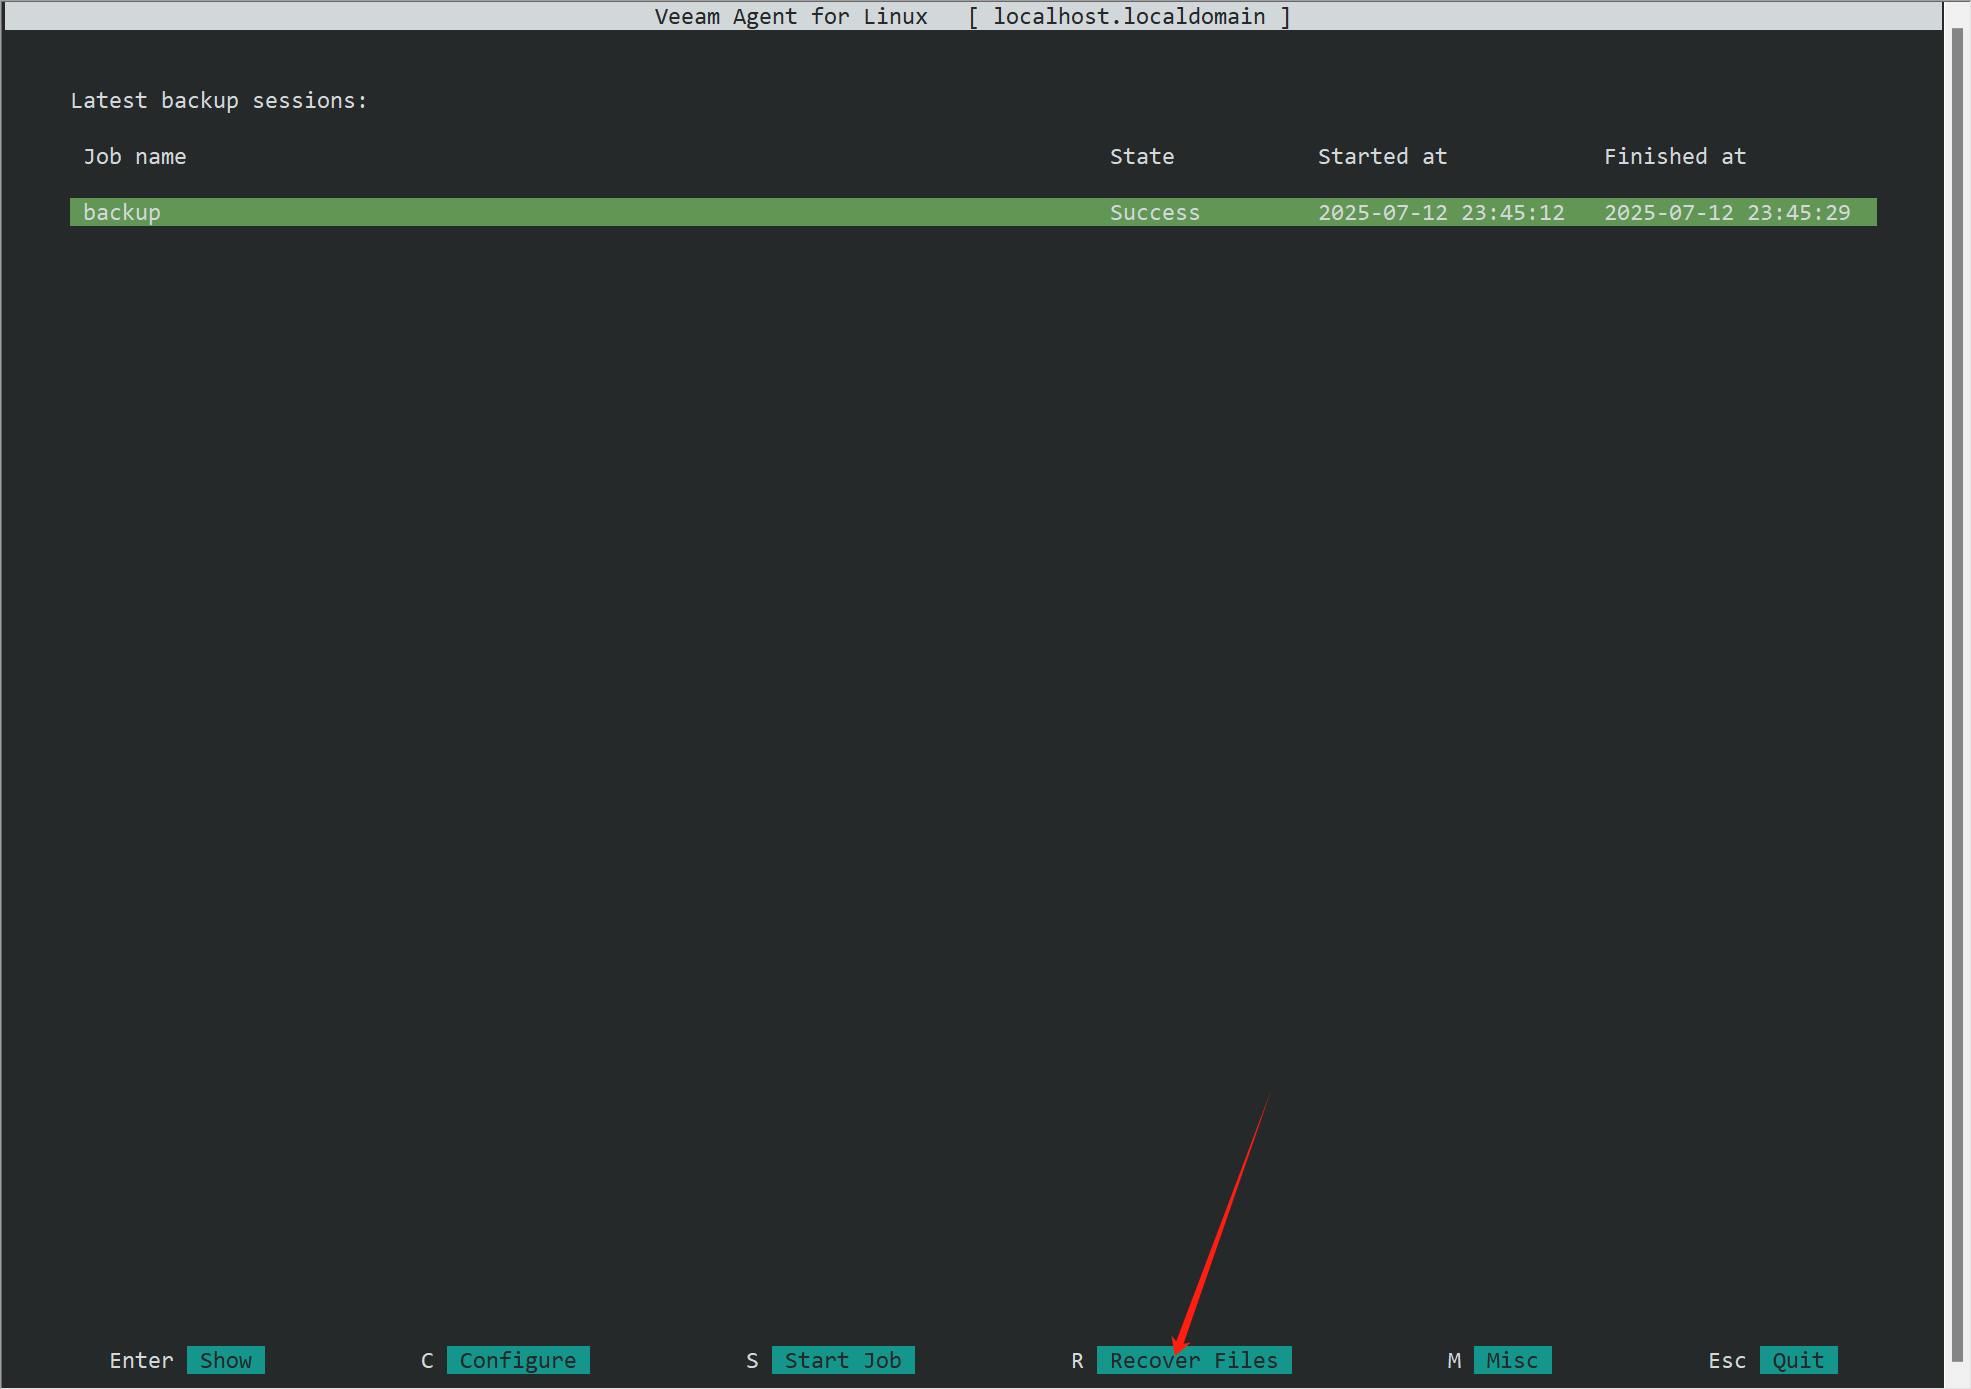 Veeam Agent for Linux   [ localhost.localdomain ]
Latest backup sessions:
Job name   State   Started at   Finished at
backup   Success   2025-07-12 23:45:12   2025-07-12 23:45:29
Enter Show   C Configure   S Start Job   R Recover Files   M Misc   Esc Quit